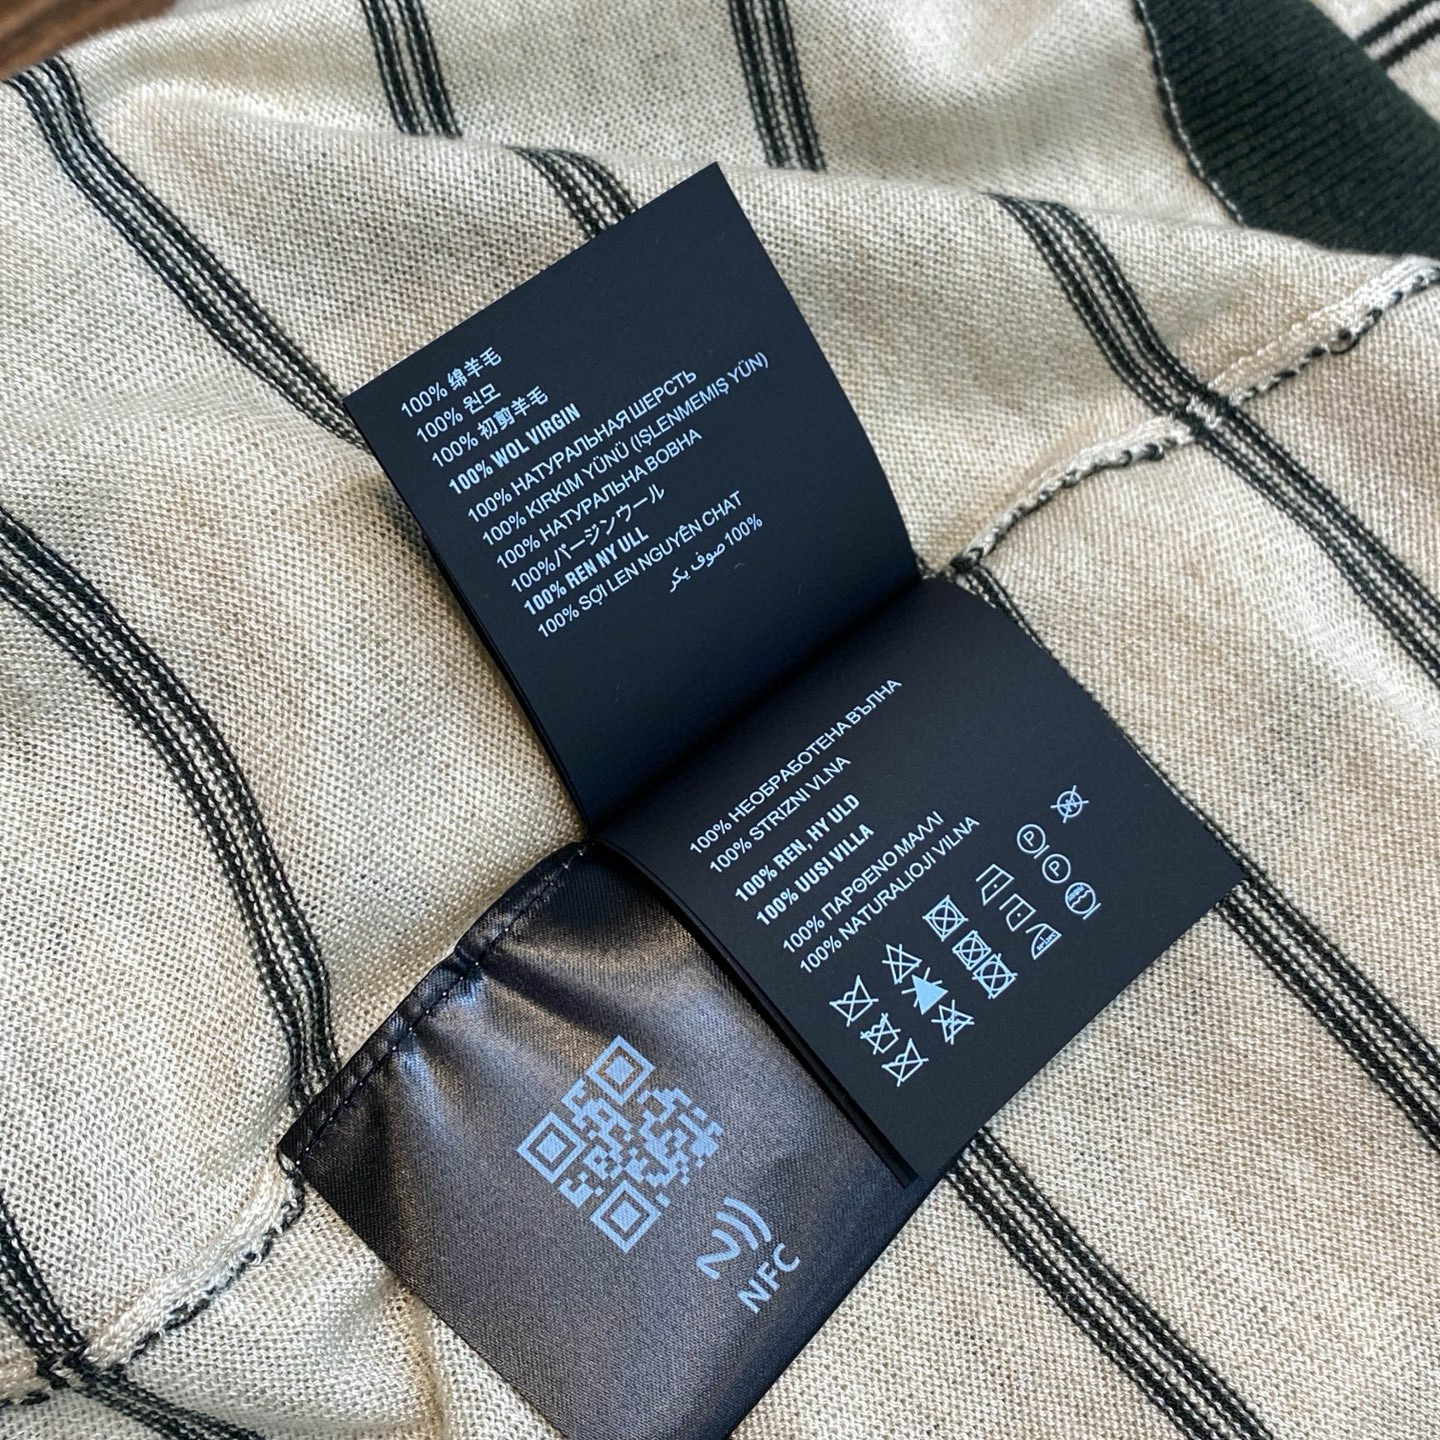 100% 绵羊毛
100% 원모
100% 初剪羊毛
100% WOL VIRGIN
100% НАТУРАЛЬНАЯ ШЕРСТЬ
100% KIRKIM YÜNÜ (IŞLENMEMIŞ YÜN)
100% НАТУРАЛЬНА ВОВНА
100%バージンウール
100% REN NY ULL
100% SỢI LEN NGUYÊN CHAT
100% صوف بكر
100% НЕОБРАБОТЕНА ВЪЛНА
100% STRIZNI VLNA
100% REN, HY ULD
100% UUSI VILLA
100% ΠΑΡΘΕΝΟ ΜΑΛΛΙ
100% NATURALIOJI VILNA
P
P
NFC